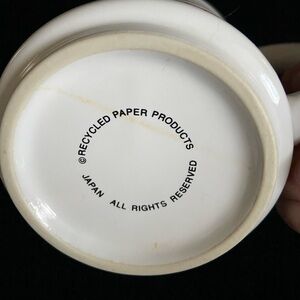 ©RECYCLED PAPER PRODUCTS
JAPAN ALL RIGHTS RESERVED